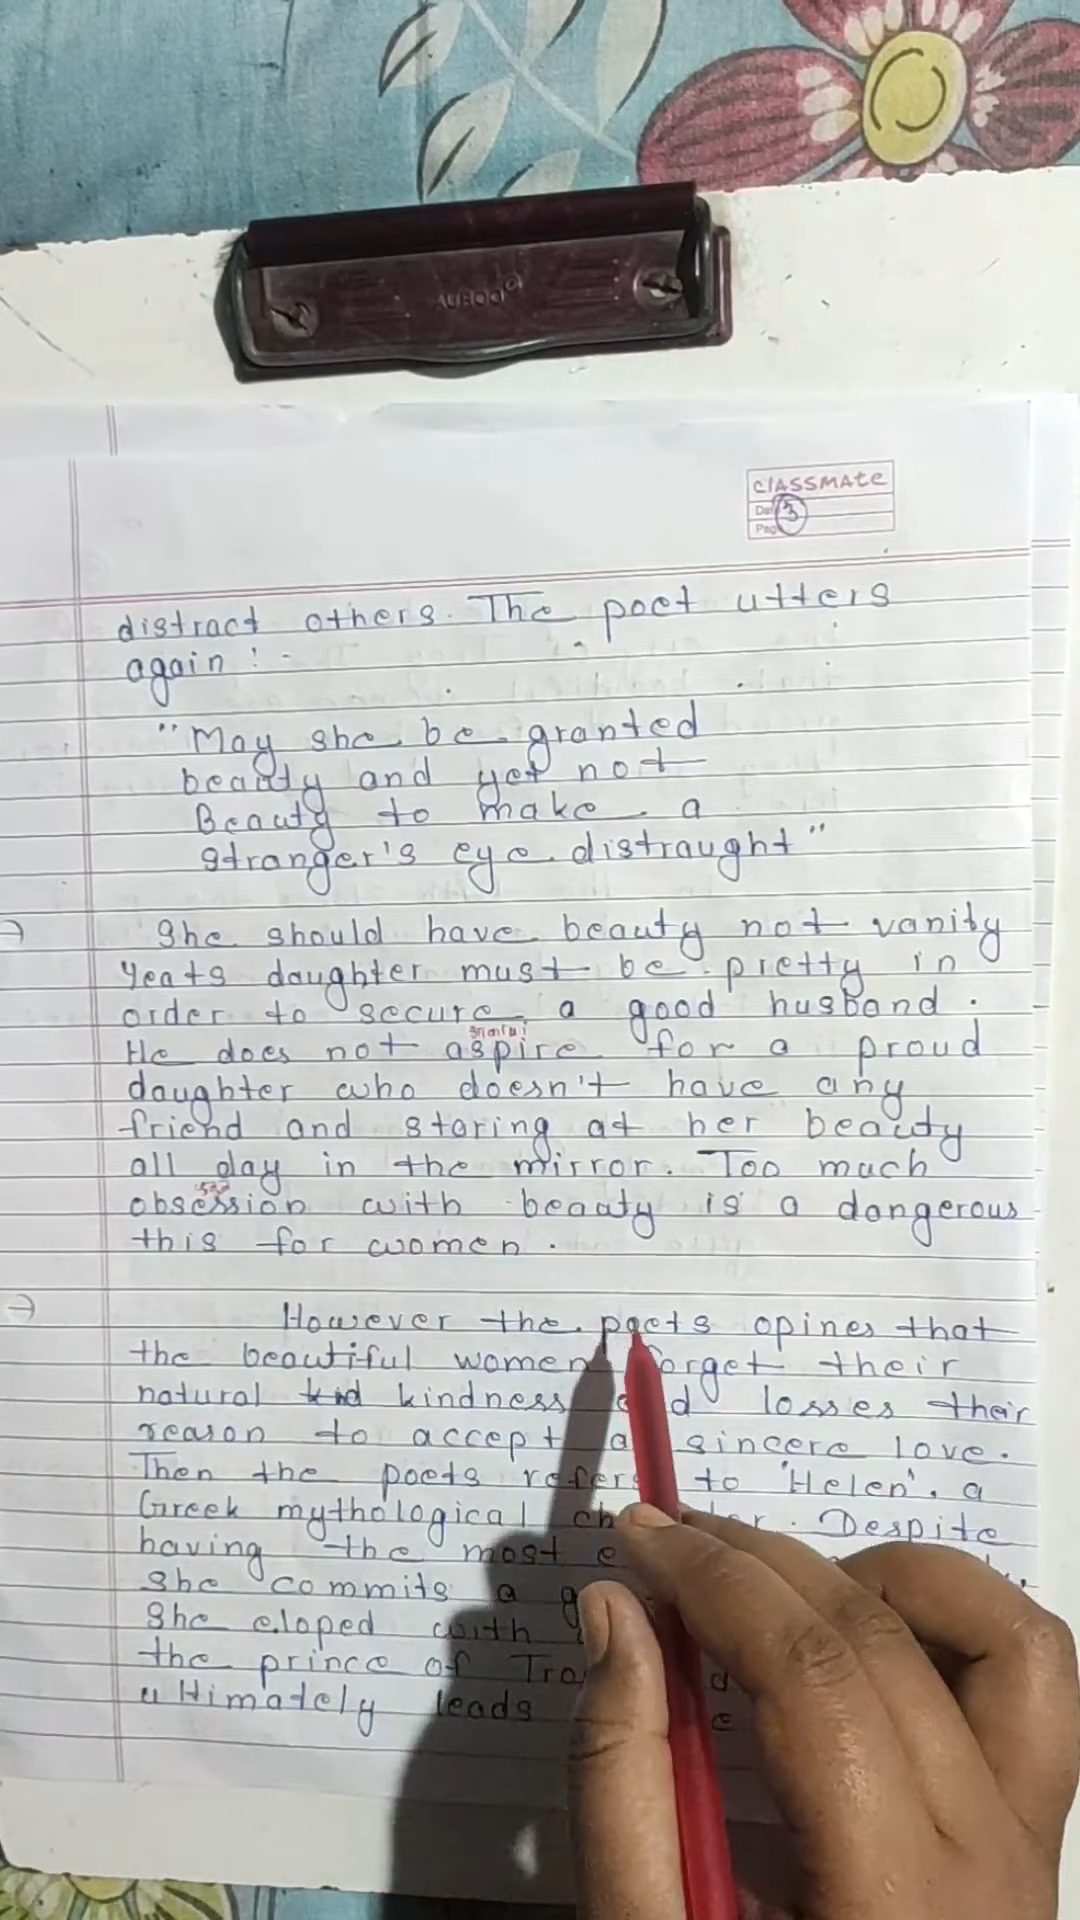 AUROO
CLASSMATE
3
distract others. The poet utters
again :-
"May she be granted
beauty and yet not
Beauty to make a
stranger's eye distraught"
→ She should have beauty not vanity
Yeats daughter must be pretty in
order to secure a good husband.
He does not aspire for a proud
daughter who doesn't have any
friend and staring at her beauty
all day in the mirror. Too much
obsession with beauty is a dangerous
this for women.
→ However the poets opines that
the beautiful women forget their
natural kindness losses their
reason to accept a sincere love.
Then the poets refers to 'Helen'. a
Greek mythological Despite
having the most
She commits a
She eloped with
the prince of
ultimately leads